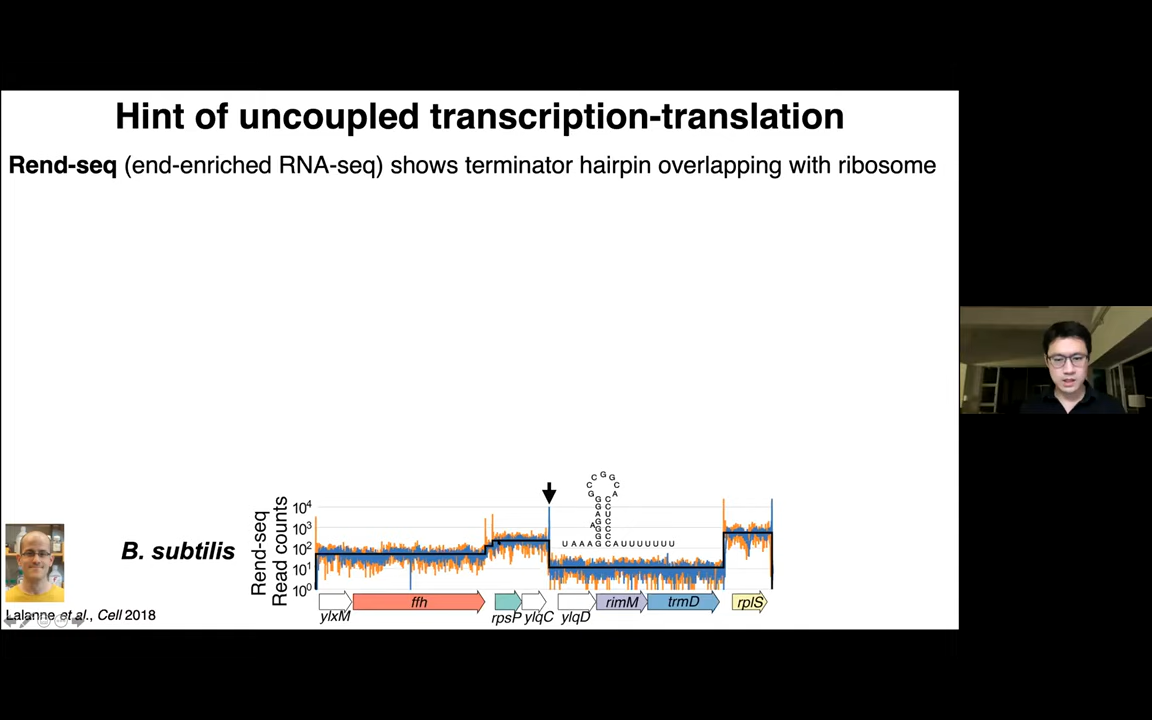 Hint of uncoupled transcription-translation
Rend-seq (end-enriched RNA-seq) shows terminator hairpin overlapping with ribosome
B. subtilis
Rend-seq
Read counts
10⁴
10³
10²
10¹
10⁰
C G G
C C
G A
G C
G C
A G U
G C
A G C
G C
U A A A G C A U U U U U U U
ylxM
ffh
rpsP
ylqC
ylqD
rimM
trmD
rplS
Lalanne et al., Cell 2018